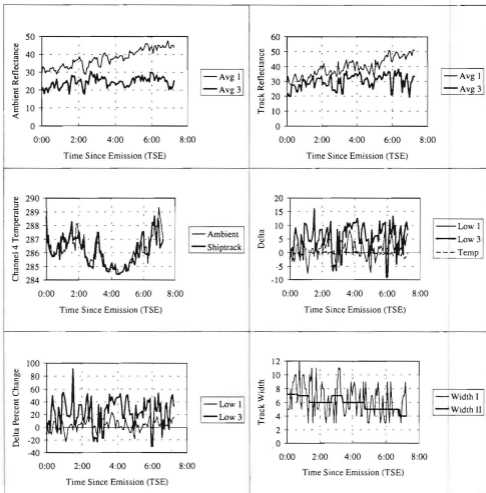 50
40
30
20
10
0
Ambient Reflectance
0:00 2:00 4:00 6:00 8:00
Time Since Emission (TSE)
Avg 1
Avg 3
60
50
40
30
20
10
0
Track Reflectance
0:00 2:00 4:00 6:00 8:00
Time Since Emission (TSE)
Avg 1
Avg 3
290
289
288
287
286
285
284
Channel 4 Temperature
0:00 2:00 4:00 6:00 8:00
Time Since Emission (TSE)
Ambient
Shiptrack
20
15
10
5
0
-5
-10
Delta
0:00 2:00 4:00 6:00 8:00
Time Since Emission (TSE)
Low 1
Low 3
Temp
100
80
60
40
20
0
-20
-40
Delta Percent Change
0:00 2:00 4:00 6:00 8:00
Time Since Emission (TSE)
Low 1
Low 3
12
10
8
6
4
2
0
Track Width
0:00 2:00 4:00 6:00 8:00
Time Since Emission (TSE)
Width I
Width II